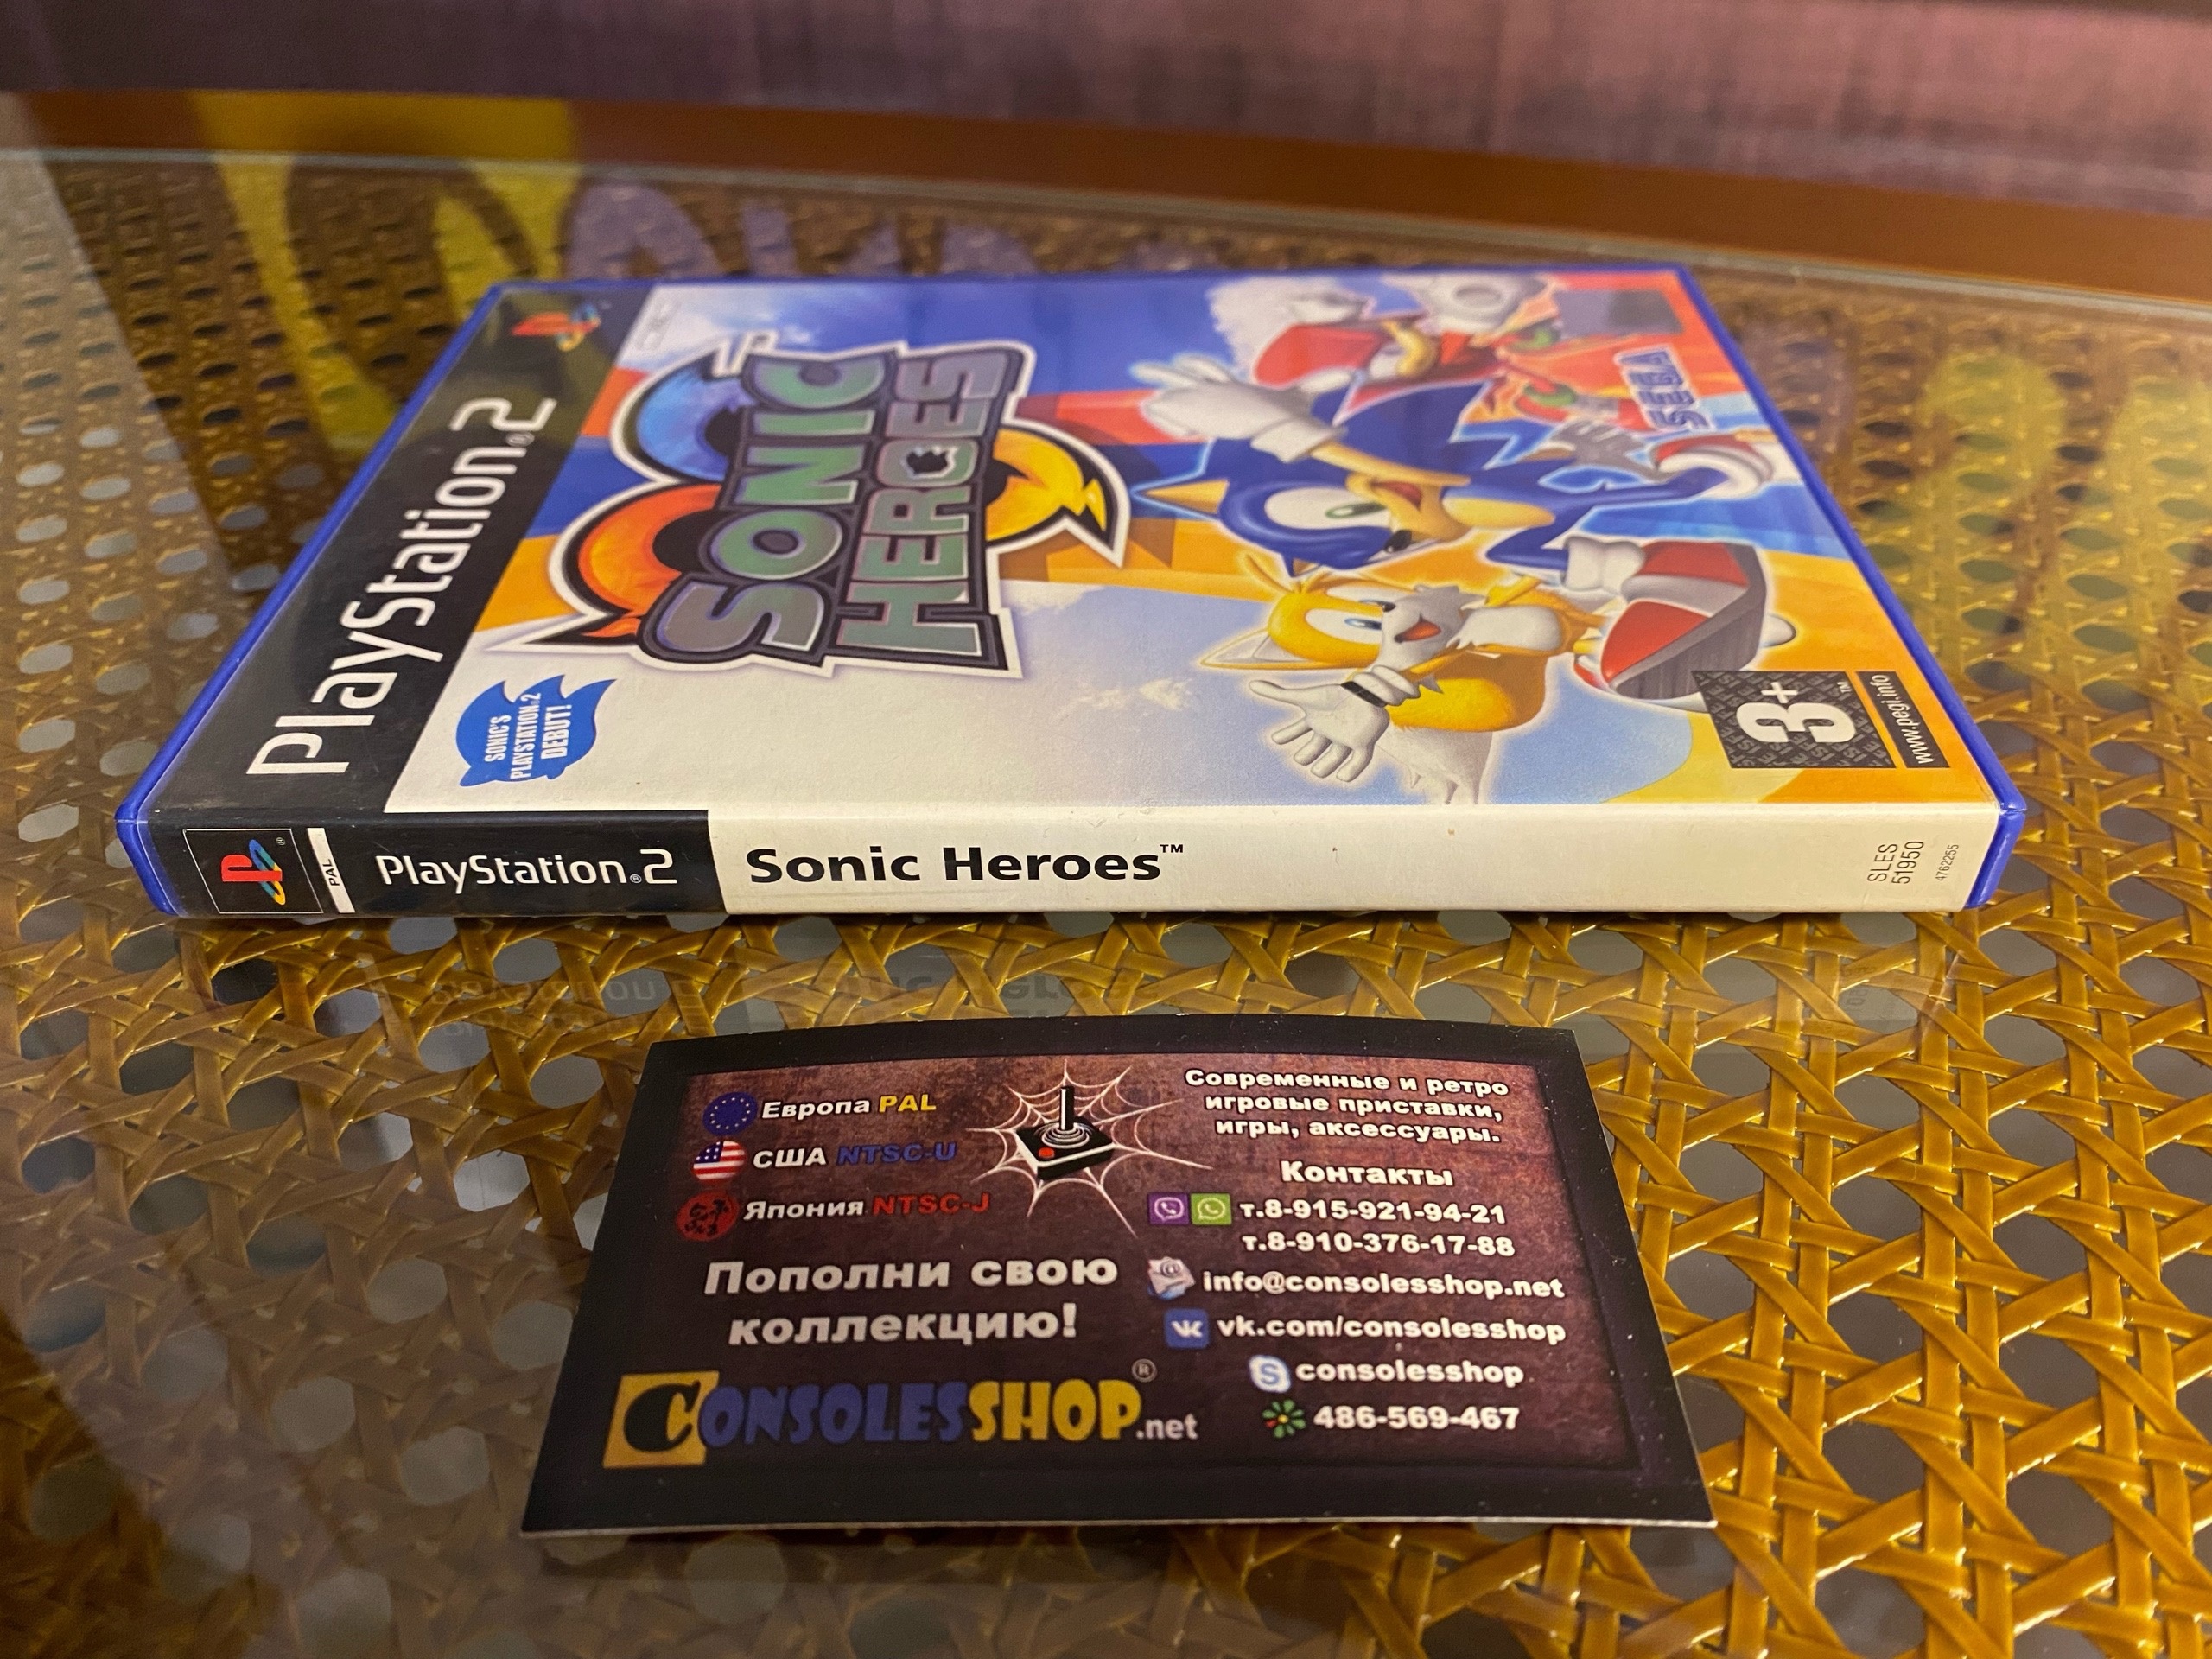 PlayStation®2
SONIC
HEROES
SONIC'S
PLAYSTATION®2
DEBUT!
SEGA
3+™
www.pegi.info
PAL
PlayStation®2
Sonic Heroes™
SLES
51950
4762255
Европа PAL
США NTSC-U
Япония NTSC-J
Пополни свою
коллекцию!
CONSOLESSHOP.net®
Современные и ретро
игровые приставки,
игры, аксессуары.
Контакты
т.8-915-921-94-21
т.8-910-376-17-88
info@consolesshop.net
vk.com/consolesshop
consolesshop
486-569-467